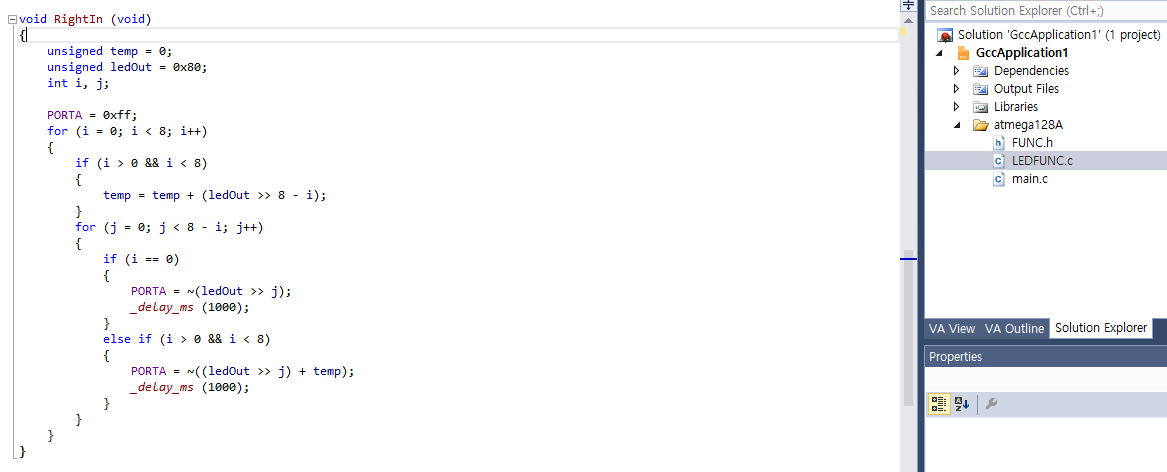 void RightIn (void)
{
unsigned temp = 0;
unsigned ledOut = 0x80;
int i, j;
PORTA = 0xff;
for (i = 0; i < 8; i++)
{
if (i > 0 && i < 8)
{
temp = temp + (ledOut >> 8 - i);
}
for (j = 0; j < 8 - i; j++)
{
if (i == 0)
{
PORTA = ~(ledOut >> j);
_delay_ms (1000);
}
else if (i > 0 && i < 8)
{
PORTA = ~((ledOut >> j) + temp);
_delay_ms (1000);
}
}
}
}
Search Solution Explorer (Ctrl+;)
Solution 'GccApplication1' (1 project)
GccApplication1
Dependencies
Output Files
Libraries
atmega128A
FUNC.h
LEDFUNC.c
main.c
VA View VA Outline Solution Explorer
Properties